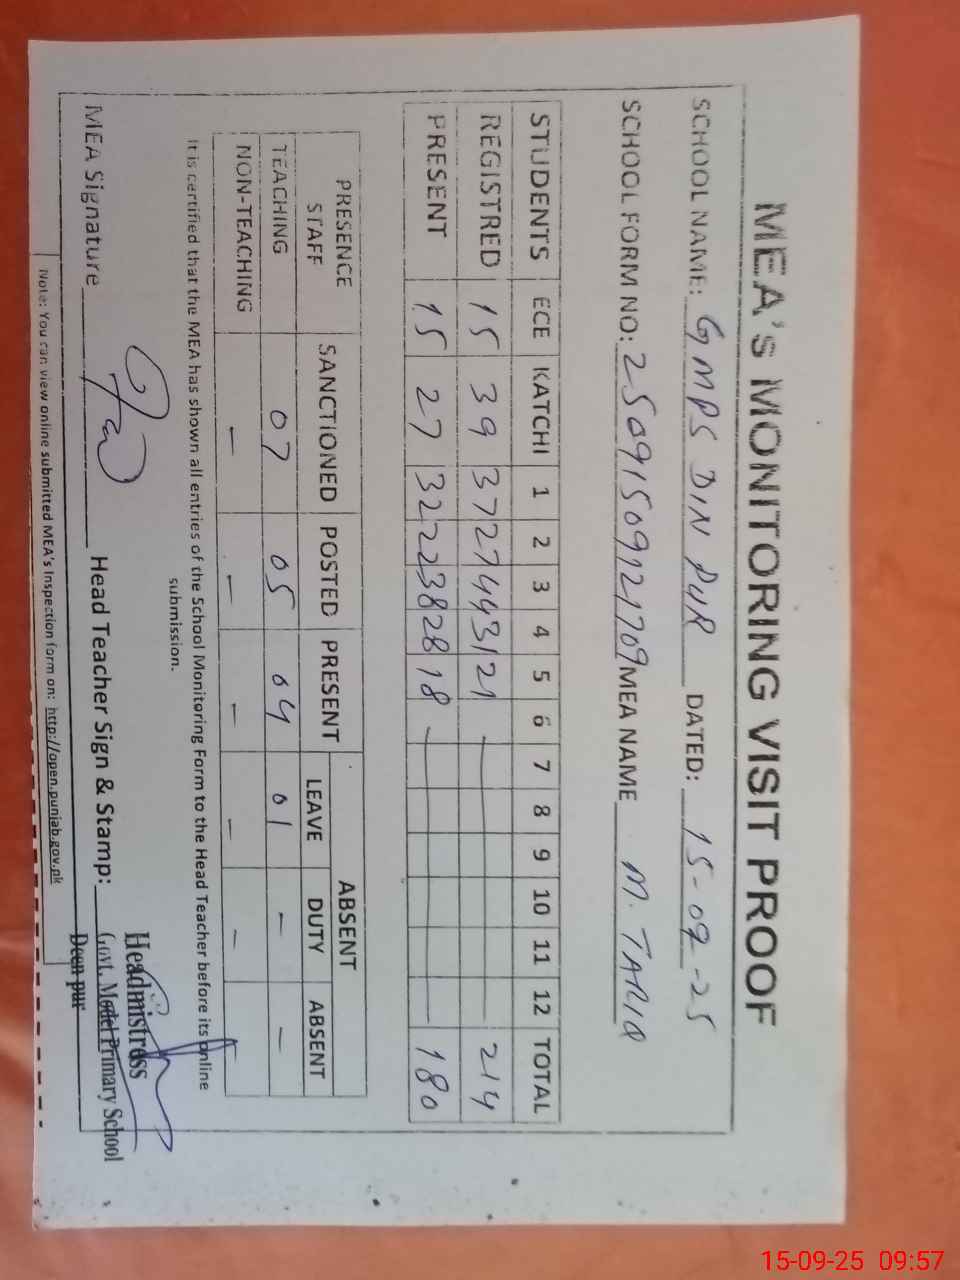 MEA's MONITORING VISIT PROOF
SCHOOL NAME: GMPS DIN PUR DATED: 15-09-25
SCHOOL FORM NO: 25091509121709 MEA NAME M. TARIQ
STUDENTS ECE KATCHI 1 2 3 4 5 6 7 8 9 10 11 12 TOTAL
REGISTRED 15 39 37 27 44 31 21 — 214
PRESENT 15 27 32 22 38 28 18 — 180
PRESENCE STAFF SANCTIONED POSTED PRESENT ABSENT
LEAVE DUTY ABSENT
TEACHING 07 05 04 01 - -
NON-TEACHING - - - - - -
It is certified that the MEA has shown all entries of the School Monitoring Form to the Head Teacher before its online
submission.
MEA Signature Head Teacher Sign & Stamp:
Headmistress
Govt. Model Primary School
Deen pur
Note: You can view online submitted MEA's Inspection form on: http://open.punjab.gov.pk
15-09-25 09:57